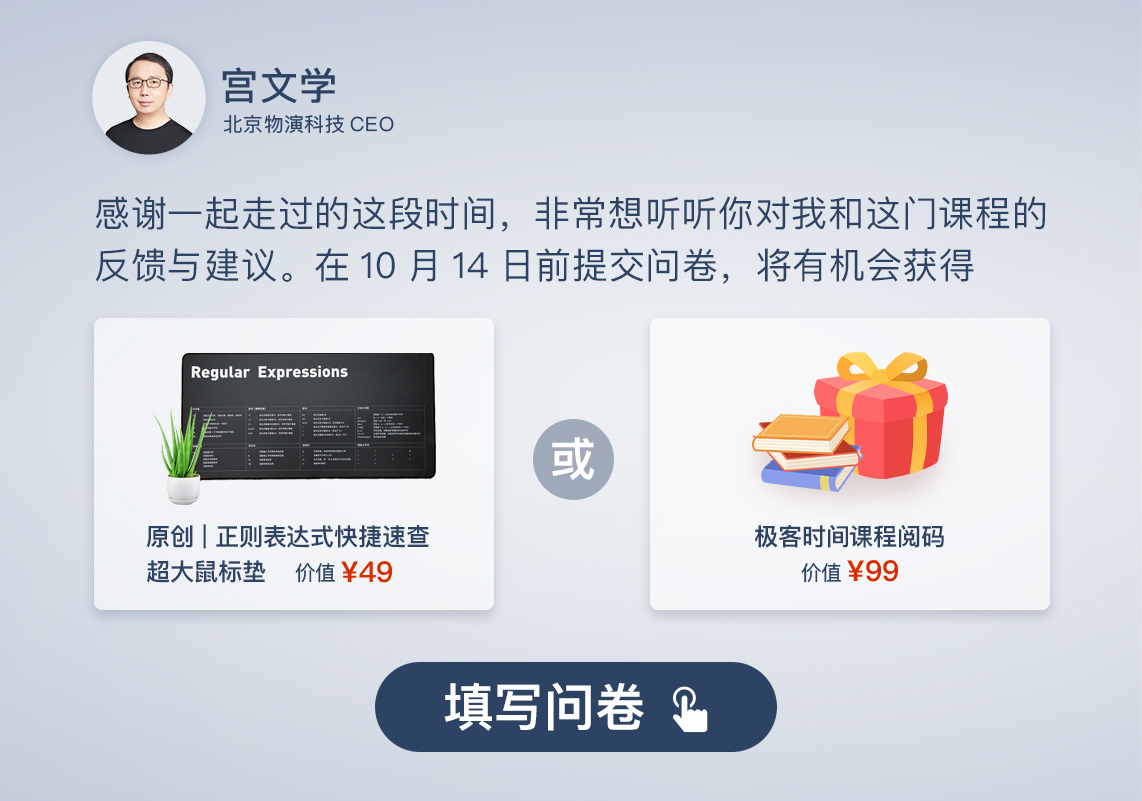 宫文学
北京物演科技 CEO
感谢一起走过的这段时间，非常想听听你对我和这门课程的
反馈与建议。在 10 月 14 日前提交问卷，将有机会获得
Regular Expressions
或
原创 | 正则表达式快捷速查
超大鼠标垫 价值 ¥49
极客时间课程阅码
价值 ¥99
填写问卷